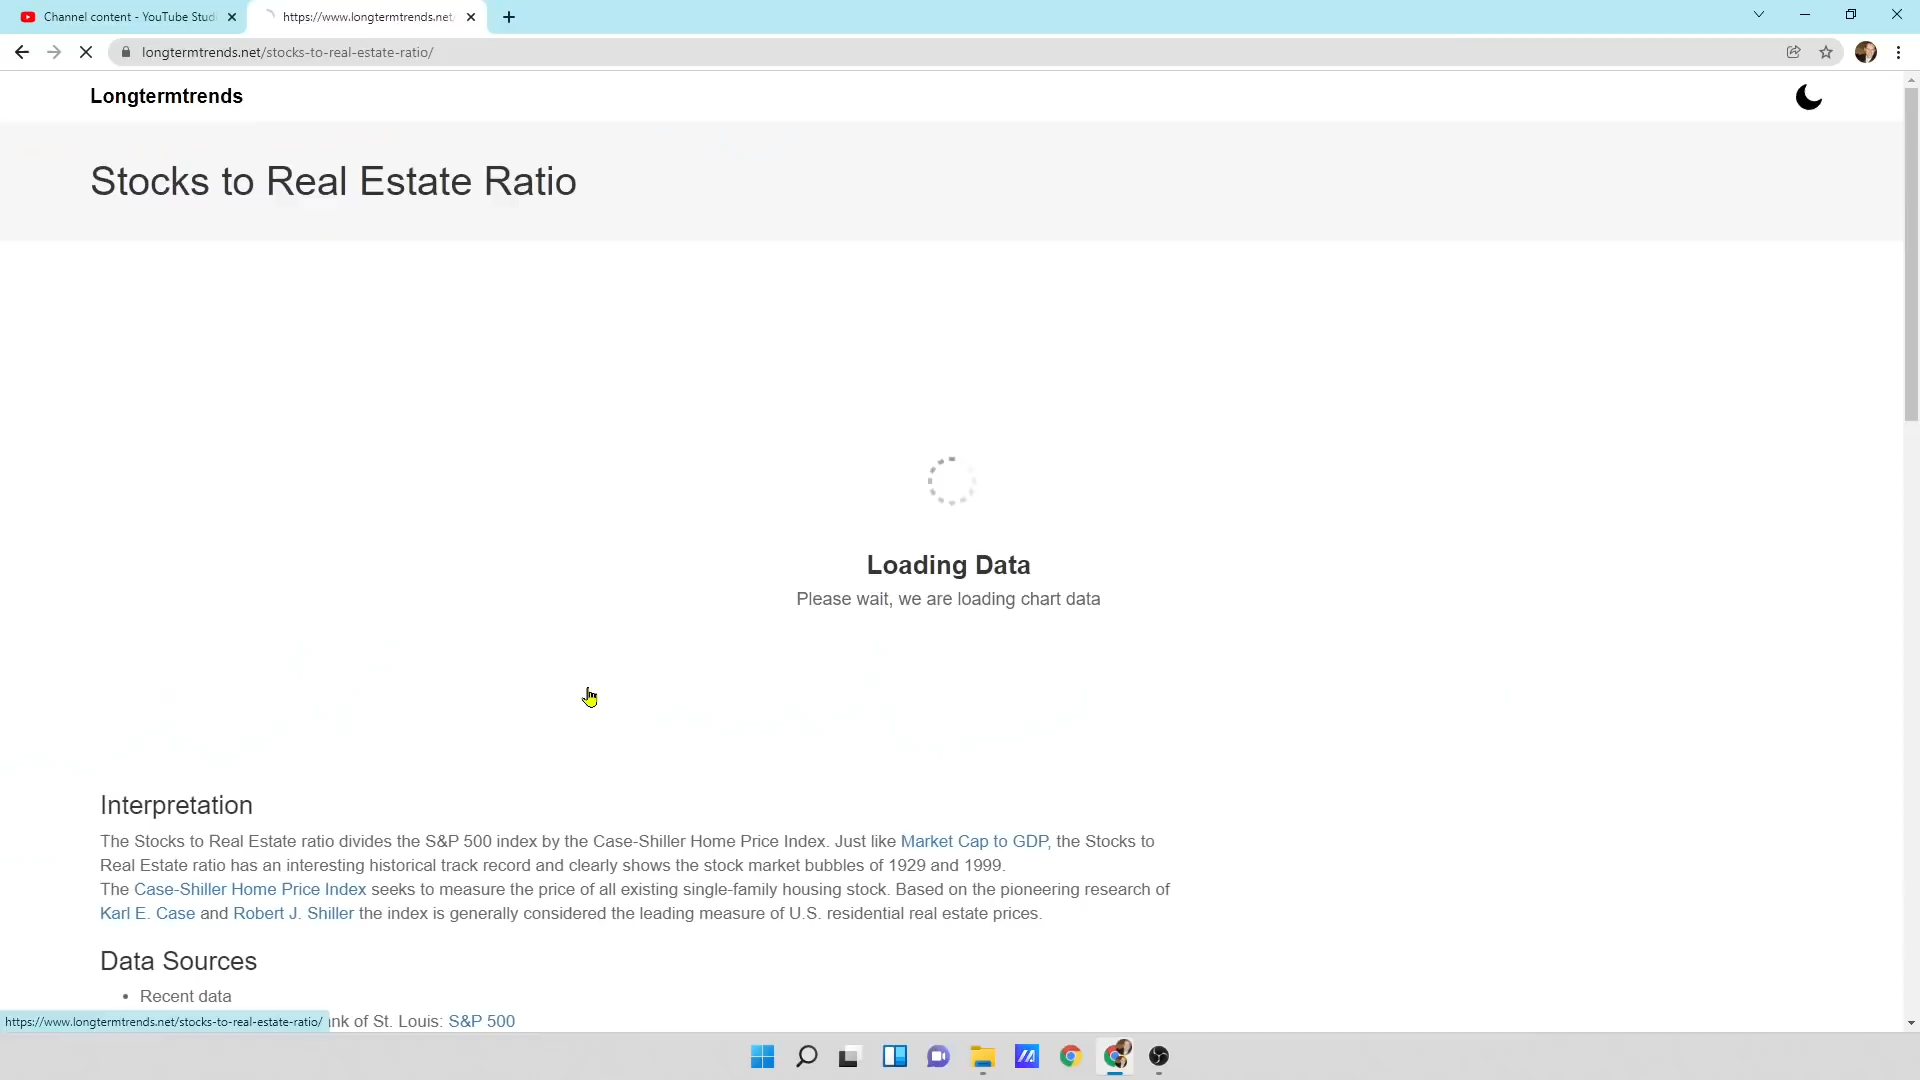 Channel content - YouTube Stud
https://www.longtermtrends.net.
longtermtrends.net/stocks-to-real-estate-ratio/
Longtermtrends
Stocks to Real Estate Ratio
Loading Data
Please wait, we are loading chart data
Interpretation
The Stocks to Real Estate ratio divides the S&P 500 index by the Case-Shiller Home Price Index. Just like Market Cap to GDP, the Stocks to
Real Estate ratio has an interesting historical track record and clearly shows the stock market bubbles of 1929 and 1999.
The Case-Shiller Home Price Index seeks to measure the price of all existing single-family housing stock. Based on the pioneering research of
Karl E. Case and Robert J. Shiller the index is generally considered the leading measure of U.S. residential real estate prices.
Data Sources
• Recent data
https://www.longtermtrends.net/stocks-to-real-estate-ratio/ nk of St. Louis: S&P 500